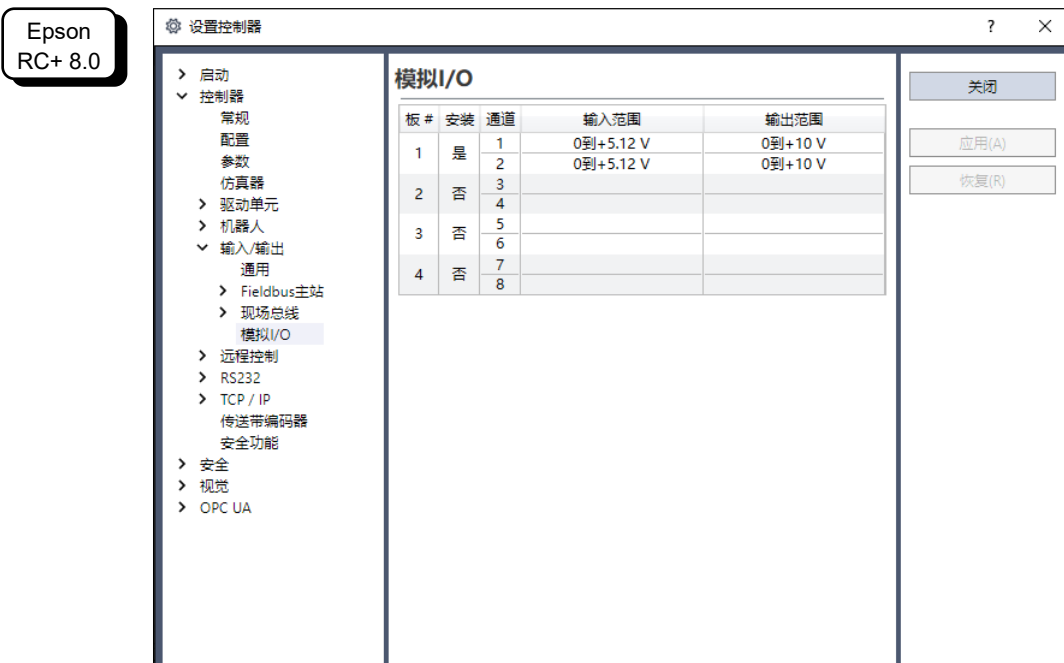 Epson
RC+ 8.0
设置控制器
?
启动
控制器
常规
配置
参数
仿真器
驱动单元
机器人
输入/输出
通用
Fieldbus主站
现场总线
模拟I/O
远程控制
RS232
TCP / IP
传送带编码器
安全功能
安全
视觉
OPC UA
模拟I/O
板 # 安装 通道 输入范围 输出范围
1 是 1 0到+5.12 V 0到+10 V
2 0到+5.12 V 0到+10 V
2 否 3
4
3 否 5
6
4 否 7
8
关闭
应用(A)
恢复(R)